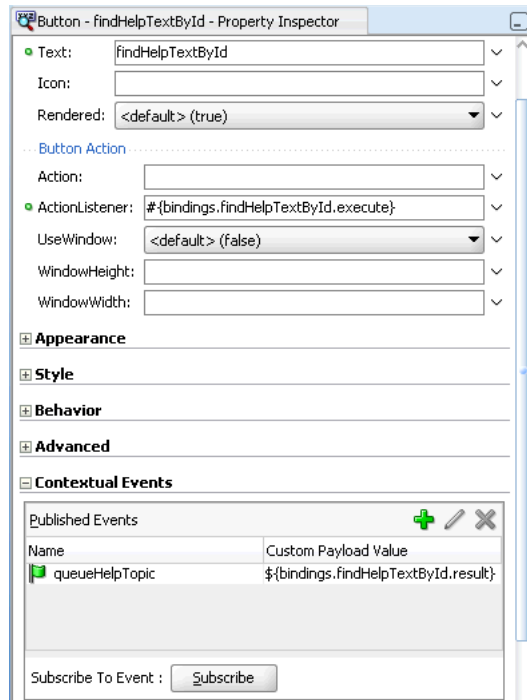 Button - findHelpTextById - Property Inspector
Text: findHelpTextById
Icon:
Rendered: <default> (true)
Button Action
Action:
ActionListener: #{bindings.findHelpTextById.execute}
UseWindow: <default> (false)
WindowHeight:
WindowWidth:
Appearance
Style
Behavior
Advanced
Contextual Events
Published Events
Name Custom Payload Value
queueHelpTopic ${bindings.findHelpTextById.result}
Subscribe To Event : Subscribe